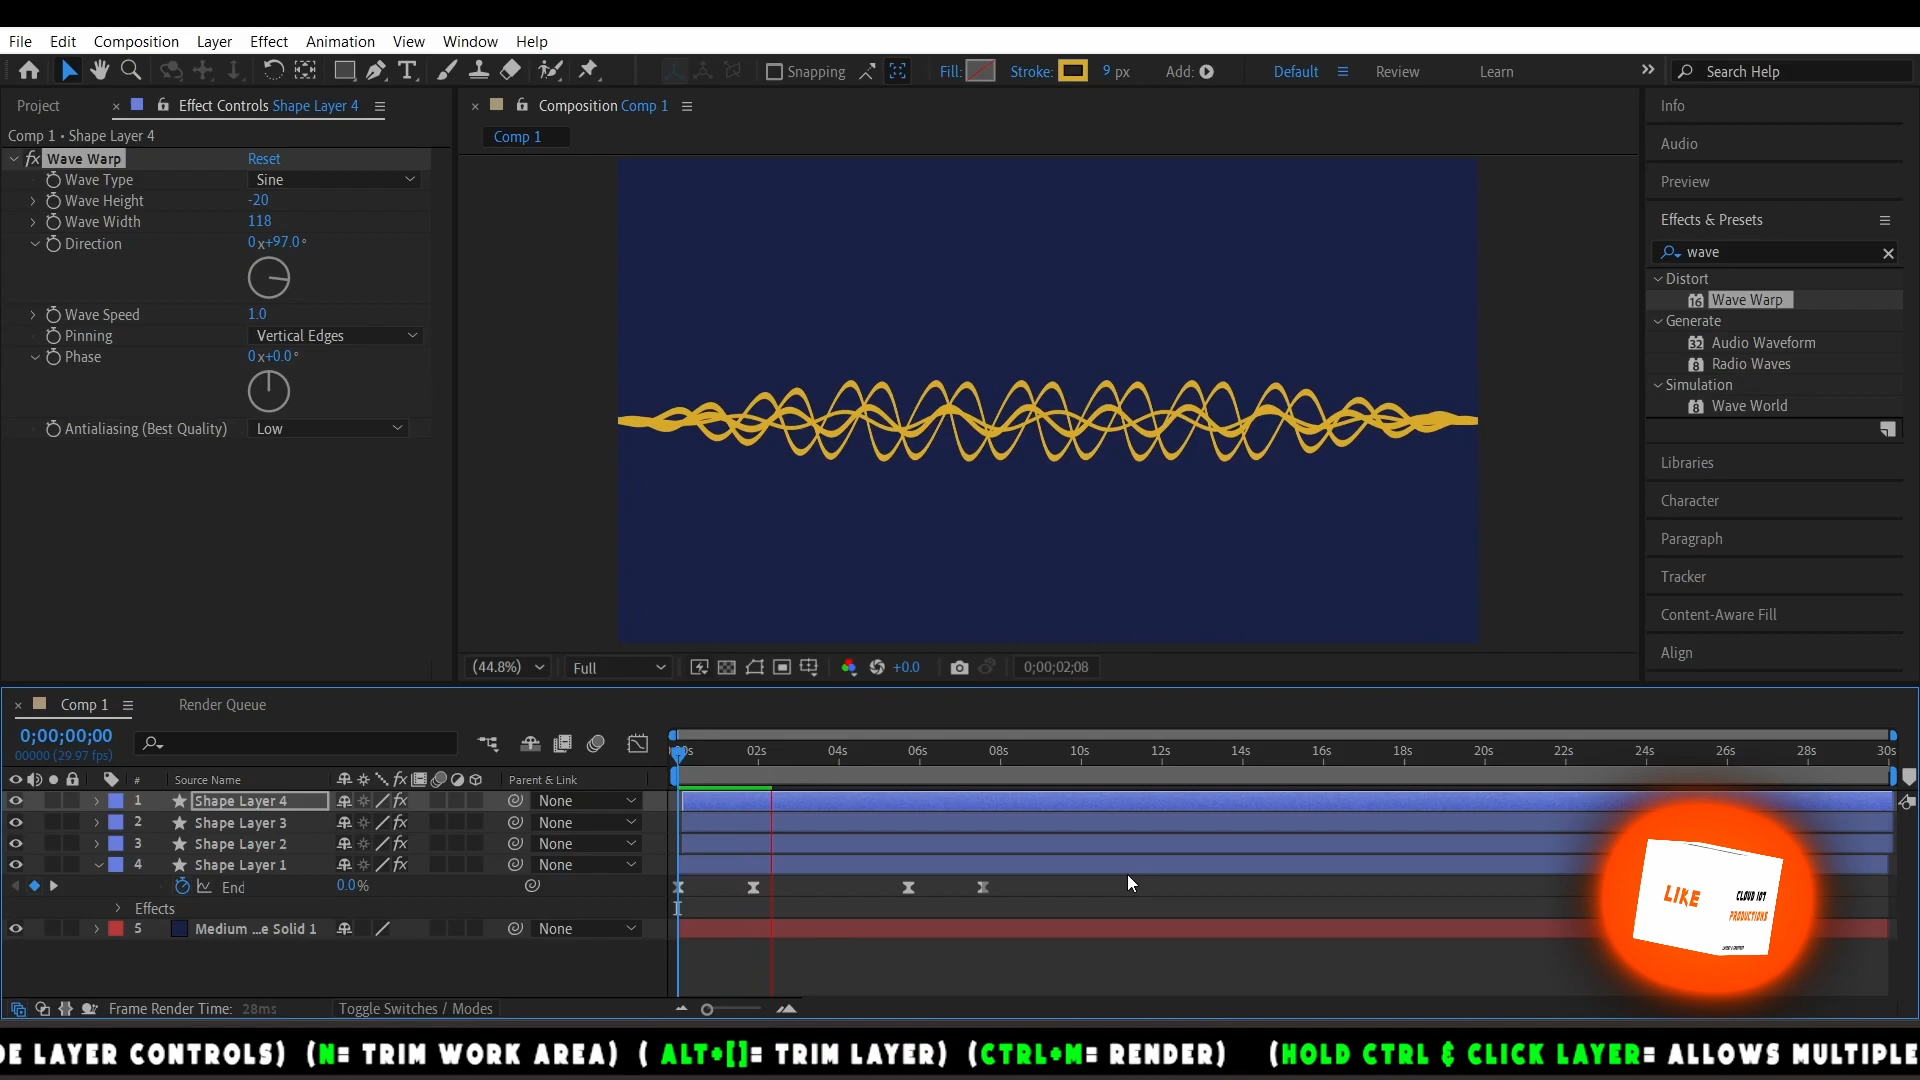 File Edit Composition Layer Effect Animation View Window Help
Snapping Fill: Stroke: 9 px Add: Default Review Learn Search Help
Project Effect Controls Shape Layer 4
Composition Comp 1
Info
Comp 1 • Shape Layer 4
Comp 1
Audio
fx Wave Warp Reset
Wave Type Sine
Preview
Wave Height -20
Wave Width 118
Effects & Presets
Direction 0x+97.0°
wave
Distort
Wave Warp
Wave Speed 1.0
Generate
Pinning Vertical Edges
Audio Waveform
Phase 0x+0.0°
Radio Waves
Simulation
Wave World
Antialiasing (Best Quality) Low
Libraries
Character
Paragraph
Tracker
Content-Aware Fill
Align
(44.8%) Full +0.0 0;00;02;08
Comp 1 Render Queue
0;00;00;00
00000 (29.97 fps)
02s 04s 06s 08s 10s 12s 14s 16s 18s 20s 22s 24s 26s 28s 30s
# Source Name fx Parent & Link
1 Shape Layer 4 fx None
2 Shape Layer 3 fx None
3 Shape Layer 2 fx None
4 Shape Layer 1 fx None
End 0.0%
Effects
5 Medium ...e Solid 1 None
LIKE
CLOUD
PRODUCTIONS
Frame Render Time: 28ms Toggle Switches / Modes
DE LAYER CONTROLS) (N= TRIM WORK AREA) ( ALT+[]= TRIM LAYER) (CTRL+M= RENDER) (HOLD CTRL & CLICK LAYER= ALLOWS MULTIPLE